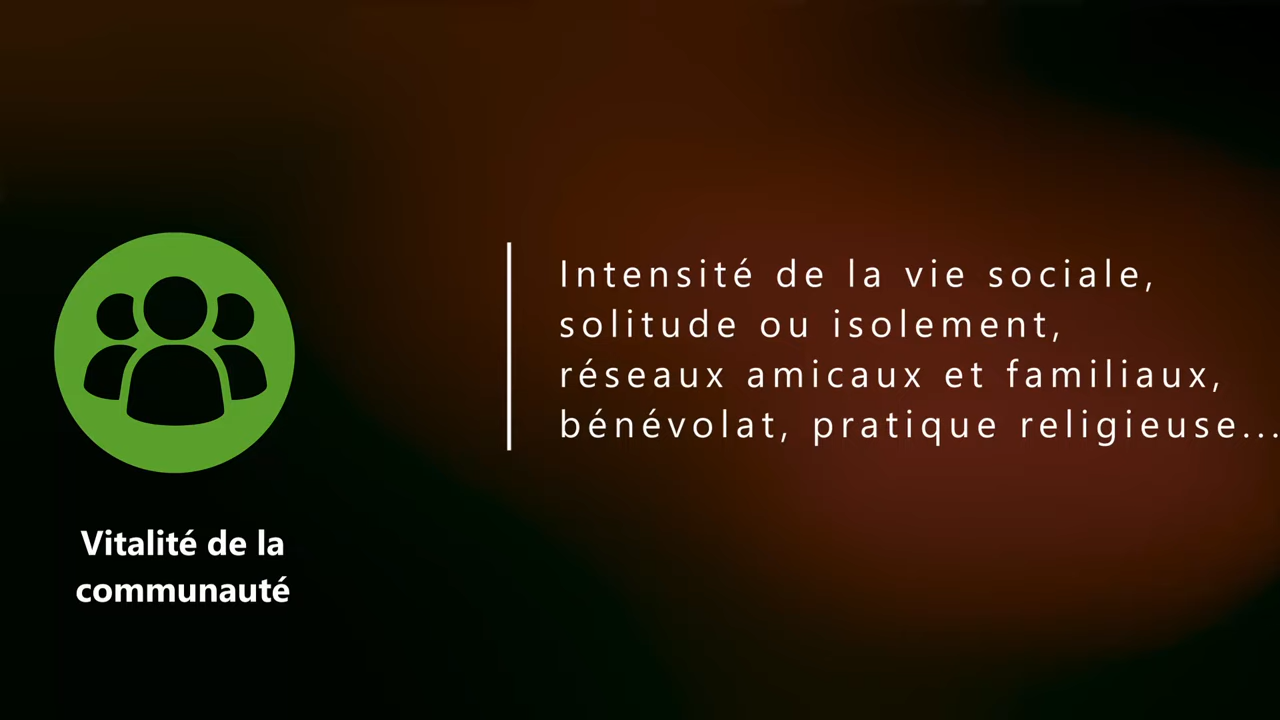 Vitalité de la
communauté
Intensité de la vie sociale,
solitude ou isolement,
réseaux amicaux et familiaux,
bénévolat, pratique religieuse...